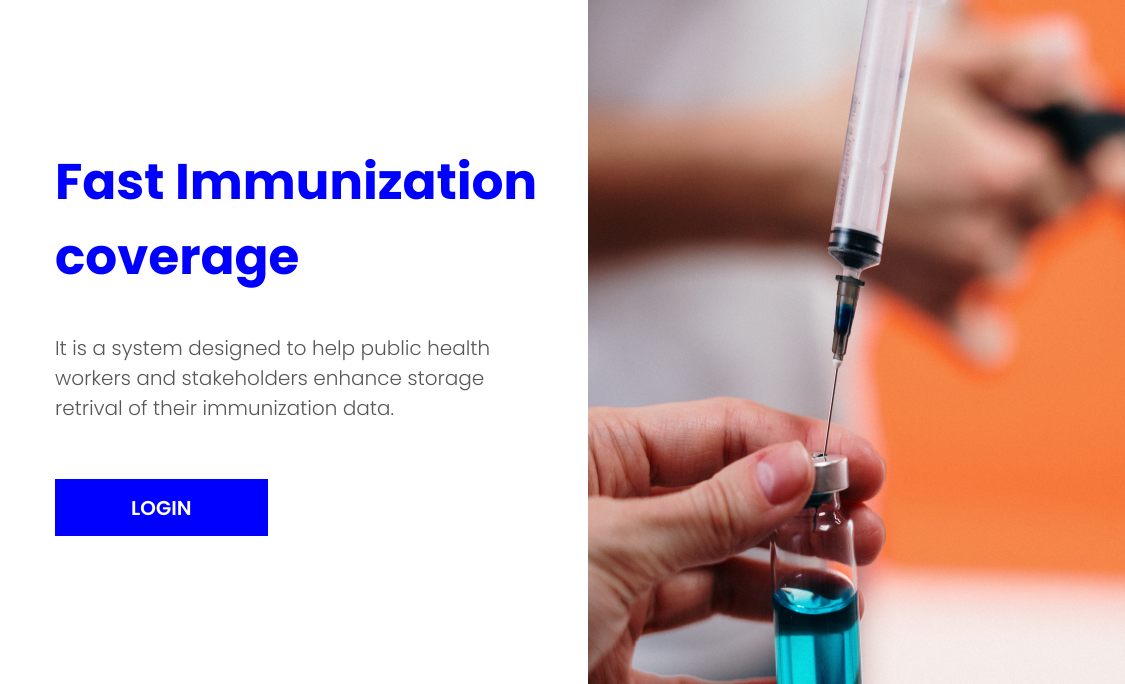 Fast Immunization
coverage
It is a system designed to help public health
workers and stakeholders enhance storage
retrival of their immunization data.
LOGIN